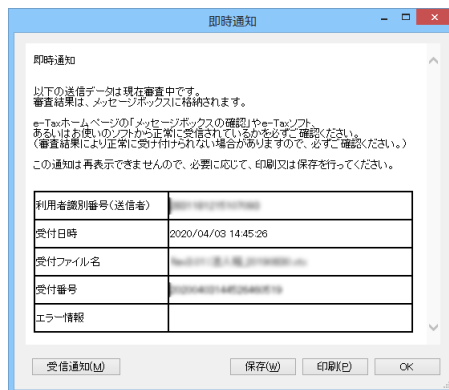 即時通知
即時通知
以下の送信データは現在審査中です。
審査結果は、メッセージボックスに格納されます。
e-Taxホームページの「メッセージボックスの確認」やe-Taxソフト、
あるいはお使いのソフトから正常に受信されているかを必ずご確認ください。
(審査結果により正常に受け付けられない場合がありますので、必ずご確認ください。)
この通知は再表示できませんので、必要に応じて、印刷又は保存を行ってください。
利用者識別番号(送信者)
受付日時 2020/04/03 14:45:26
受付ファイル名
受付番号
エラー情報
受信通知(M) 保存(W) 印刷(P) OK